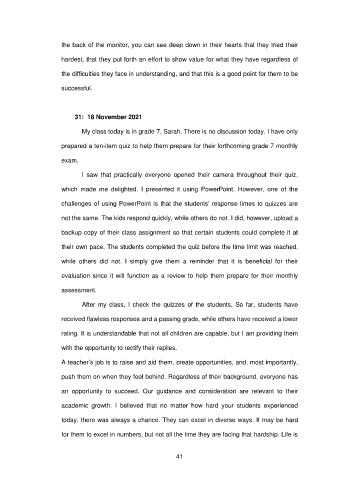 the back of the monitor, you can see deep down in their hearts that they tried their
hardest, that they put forth an effort to show value for what they have regardless of
the difficulties they face in understanding, and that this is a good point for them to be
successful.
31: 18 November 2021
My class today is in grade 7, Sarah. There is no discussion today. I have only
prepared a ten-item quiz to help them prepare for their forthcoming grade 7 monthly
exam.
I saw that practically everyone opened their camera throughout their quiz,
which made me delighted. I presented it using PowerPoint. However, one of the
challenges of using PowerPoint is that the students' response times to quizzes are
not the same. The kids respond quickly, while others do not. I did, however, upload a
backup copy of their class assignment so that certain students could complete it at
their own pace. The students completed the quiz before the time limit was reached,
while others did not. I simply give them a reminder that it is beneficial for their
evaluation since it will function as a review to help them prepare for their monthly
assessment.
After my class, I check the quizzes of the students. So far, students have
received flawless responses and a passing grade, while others have received a lower
rating. It is understandable that not all children are capable, but I am providing them
with the opportunity to rectify their replies.
A teacher's job is to raise and aid them, create opportunities, and, most importantly,
push them on when they feel behind. Regardless of their background, everyone has
an opportunity to succeed. Our guidance and consideration are relevant to their
academic growth. I believed that no matter how hard your students experienced
today, there was always a chance. They can excel in diverse ways. It may be hard
for them to excel in numbers, but not all the time they are facing that hardship. Life is
41